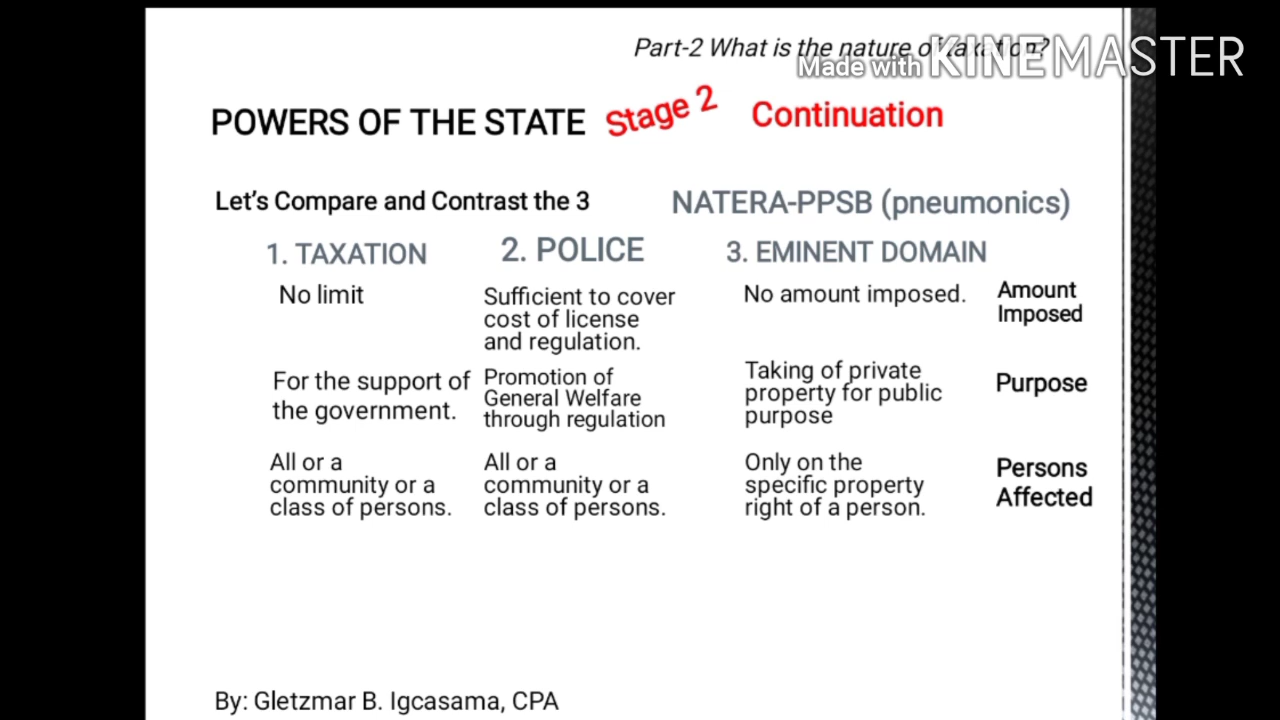 Part-2 What is the nature of taxation?
Made with KINEMASTER
POWERS OF THE STATE Stage 2 Continuation
Let's Compare and Contrast the 3 NATERA-PPSB (pneumonics)
1. TAXATION 2. POLICE 3. EMINENT DOMAIN
No limit
Sufficient to cover
cost of license
and regulation.
No amount imposed.
Amount
Imposed
For the support of
the government.
Promotion of
General Welfare
through regulation
Taking of private
property for public
purpose
Purpose
All or a
community or a
class of persons.
All or a
community or a
class of persons.
Only on the
specific property
right of a person.
Persons
Affected
By: Gletzmar B. Igcasama, CPA